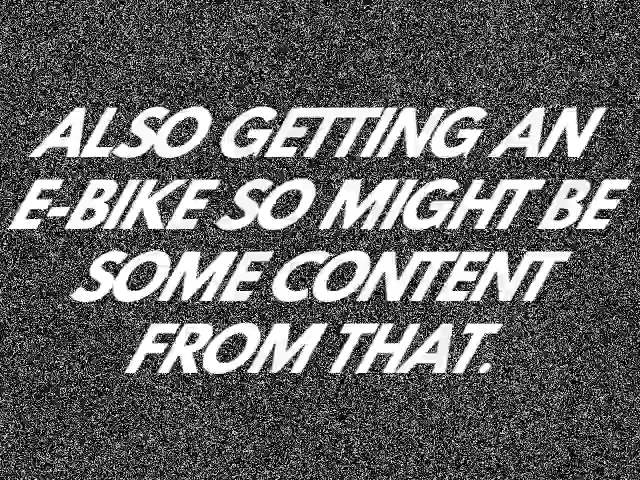 ALSO GETTING AN
E-BIKE SO MIGHT BE
SOME CONTENT
FROM THAT.